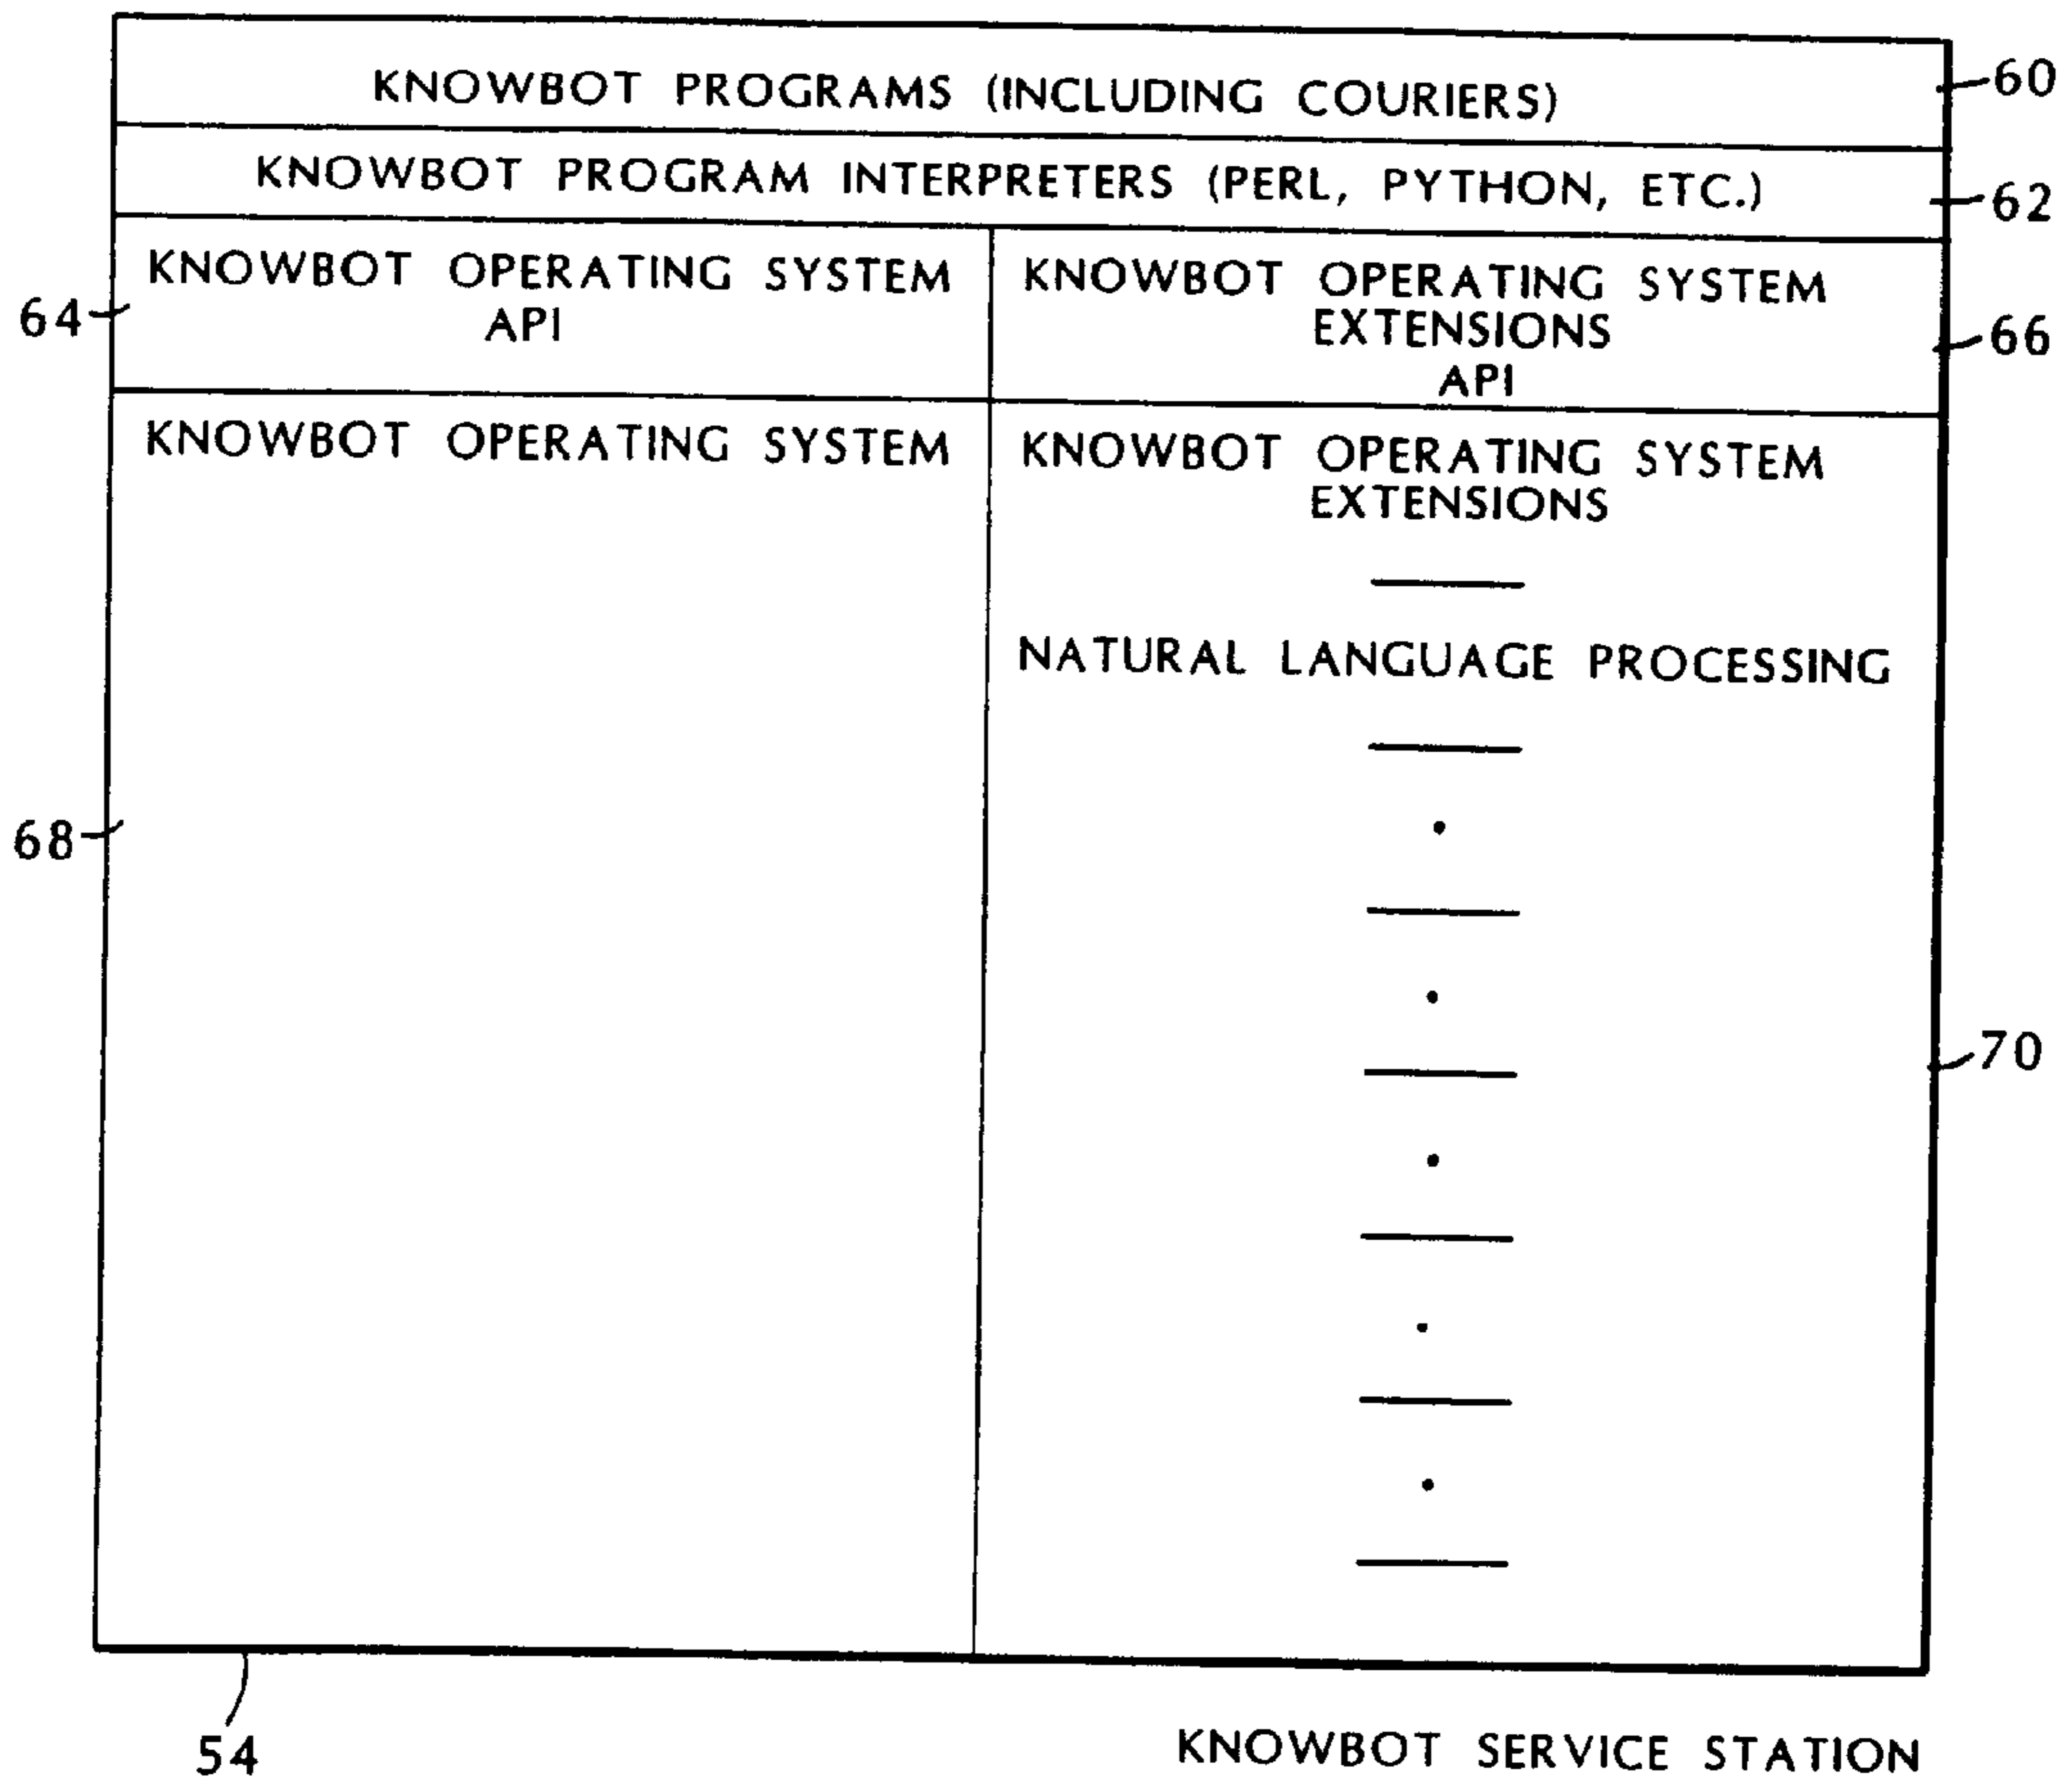 KNOWBOT PROGRAMS (INCLUDING COURIERS)
60
KNOWBOT PROGRAM INTERPRETERS (PERL, PYTHON, ETC.)
62
KNOWBOT OPERATING SYSTEM
API
64
KNOWBOT OPERATING SYSTEM
EXTENSIONS
API
66
KNOWBOT OPERATING SYSTEM
68
KNOWBOT OPERATING SYSTEM
EXTENSIONS
NATURAL LANGUAGE PROCESSING
70
54
KNOWBOT SERVICE STATION